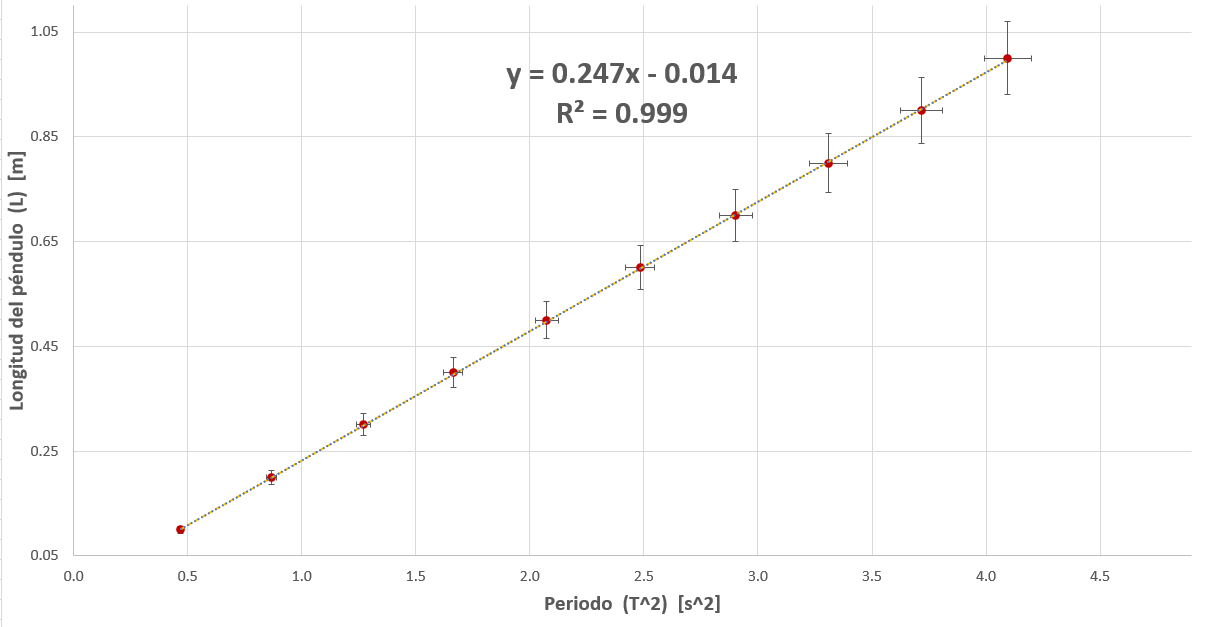 y = 0.247x - 0.014
R² = 0.999
Longitud del péndulo (L) [m]
1.05
0.85
0.65
0.45
0.25
0.05
0.0 0.5 1.0 1.5 2.0 2.5 3.0 3.5 4.0 4.5
Periodo (T^2) [s^2]